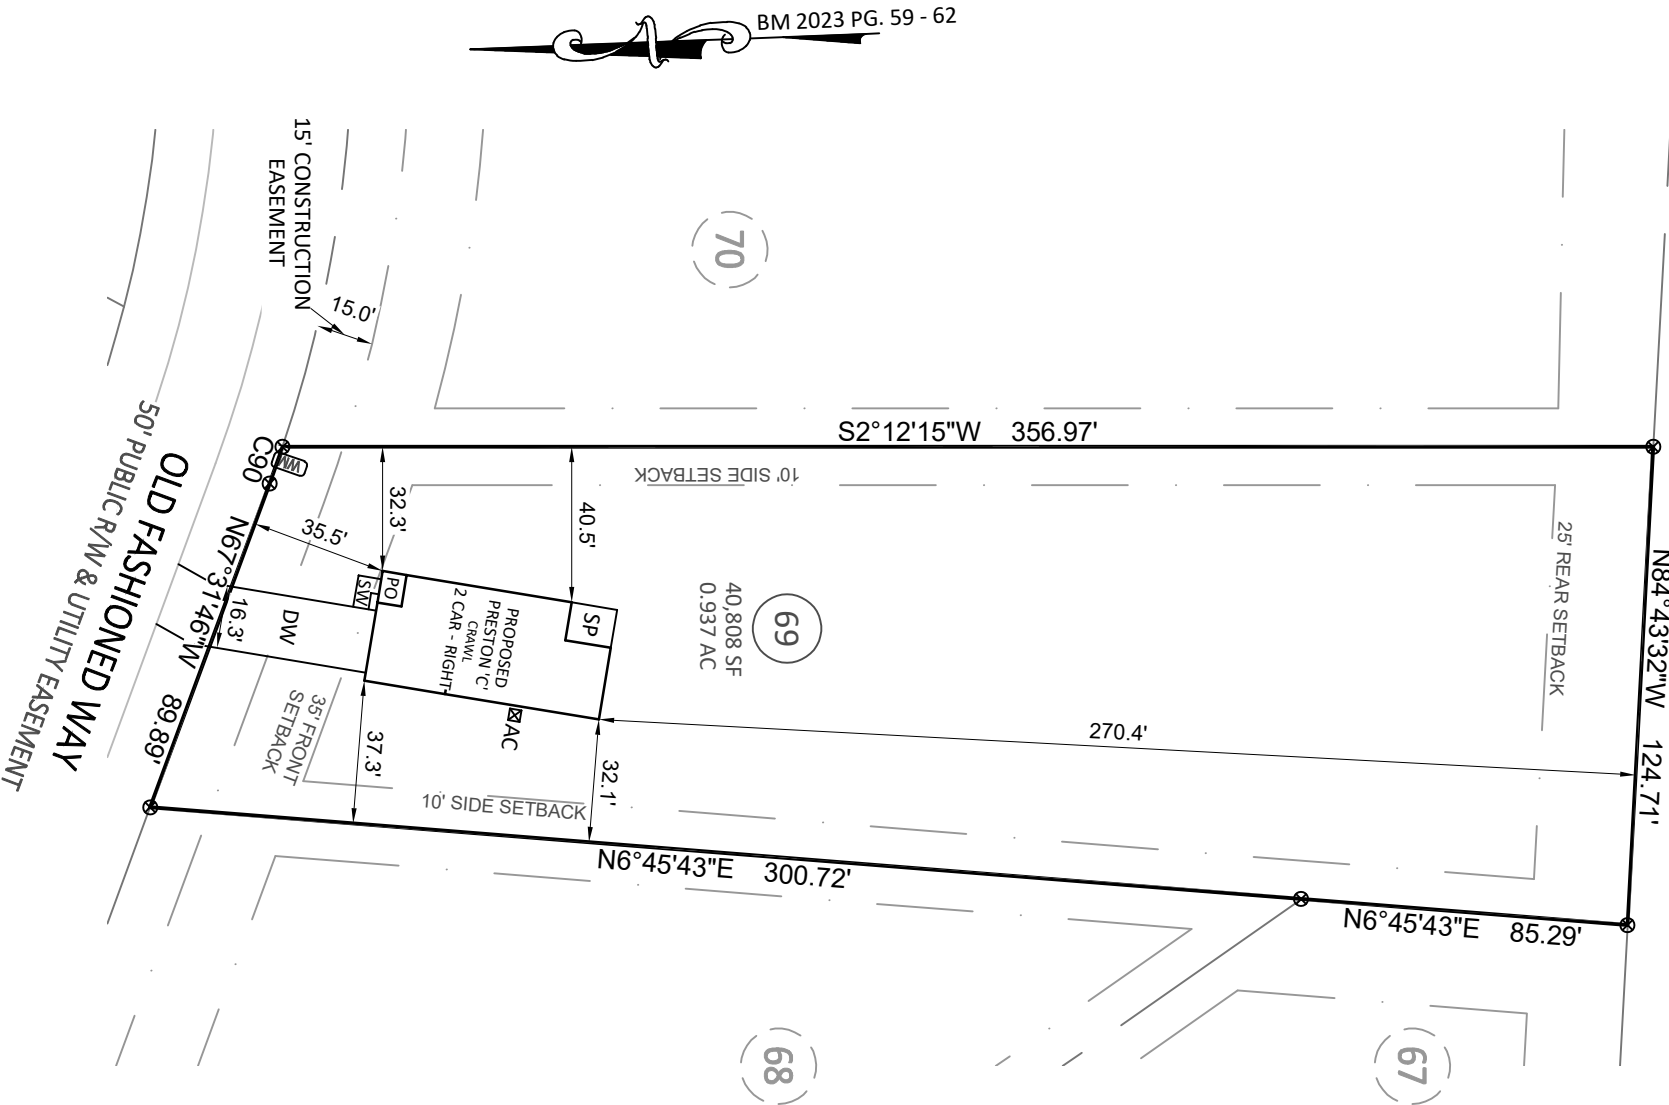 BM 2023 PG. 59 - 62
15' CONSTRUCTION
EASEMENT
15.0'
70
S2°12'15"W 356.97'
10' SIDE SETBACK
C90
WM
32.3'
40.5'
35.5'
25' REAR SETBACK
N84°43'32"W 124.71'
OLD FASHIONED WAY
50' PUBLIC R/W & UTILITY EASEMENT
N67°31'46"W 89.89'
16.3'
DW
SW
PO
SP
PROPOSED
PRESTON 'C'
CRAWL
2 CAR - RIGHT
69
40,808 SF
0.937 AC
AC
270.4'
35' FRONT
SETBACK
37.3'
32.1'
10' SIDE SETBACK
N6°45'43"E 300.72'
N6°45'43"E 85.29'
68
67